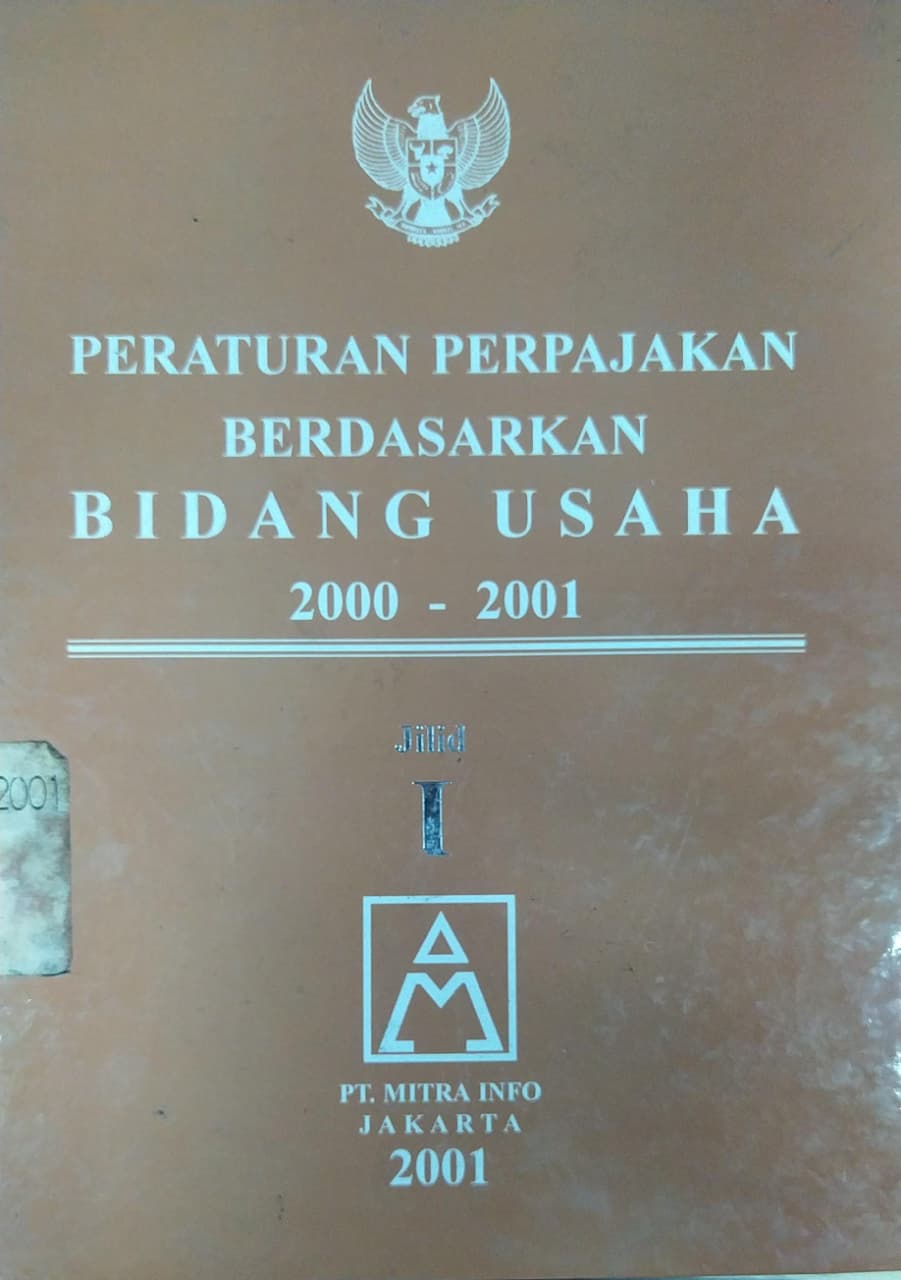 PERATURAN PERPAJAKAN
BERDASARKAN
BIDANG USAHA
2000 - 2001
Jilid
I
2001
PT. MITRA INFO
JAKARTA
2001